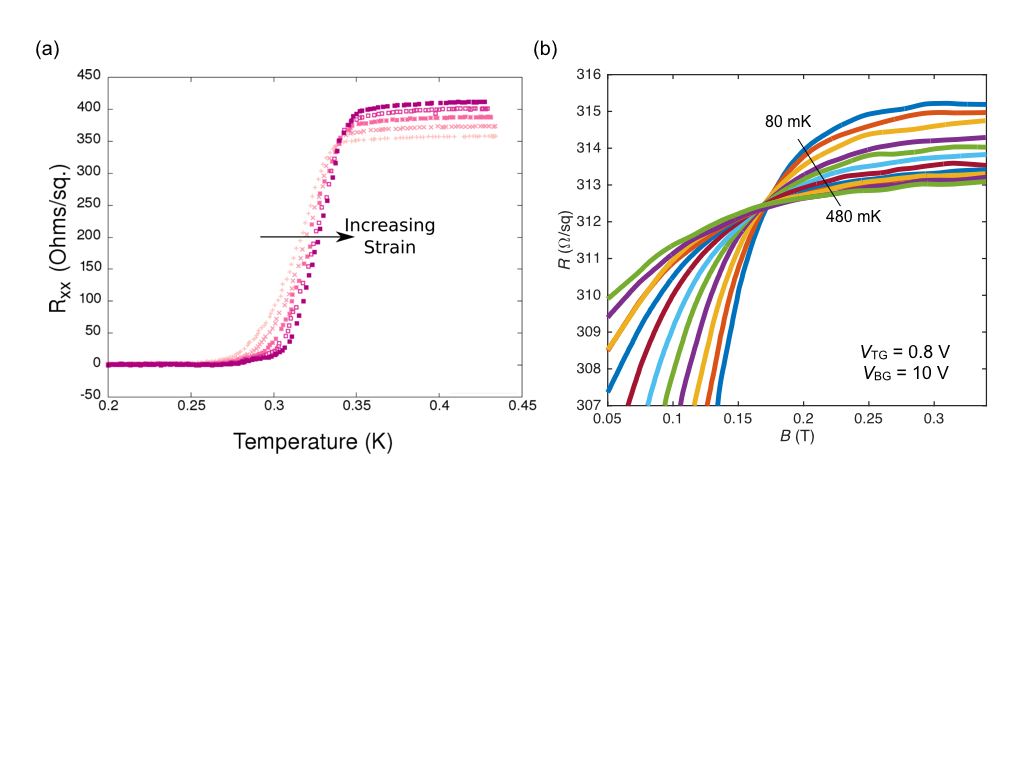 (a)
450
400
350
300
250
200
150
100
50
0
-50
0.2
0.25
0.3
0.35
0.4
0.45
Rxx (Ohms/sq.)
Temperature (K)
Increasing
Strain
(b)
316
315
314
313
312
311
310
309
308
307
0.05
0.1
0.15
0.2
0.25
0.3
R (Ω/sq)
B (T)
80 mK
480 mK
VTG = 0.8 V
VBG = 10 V